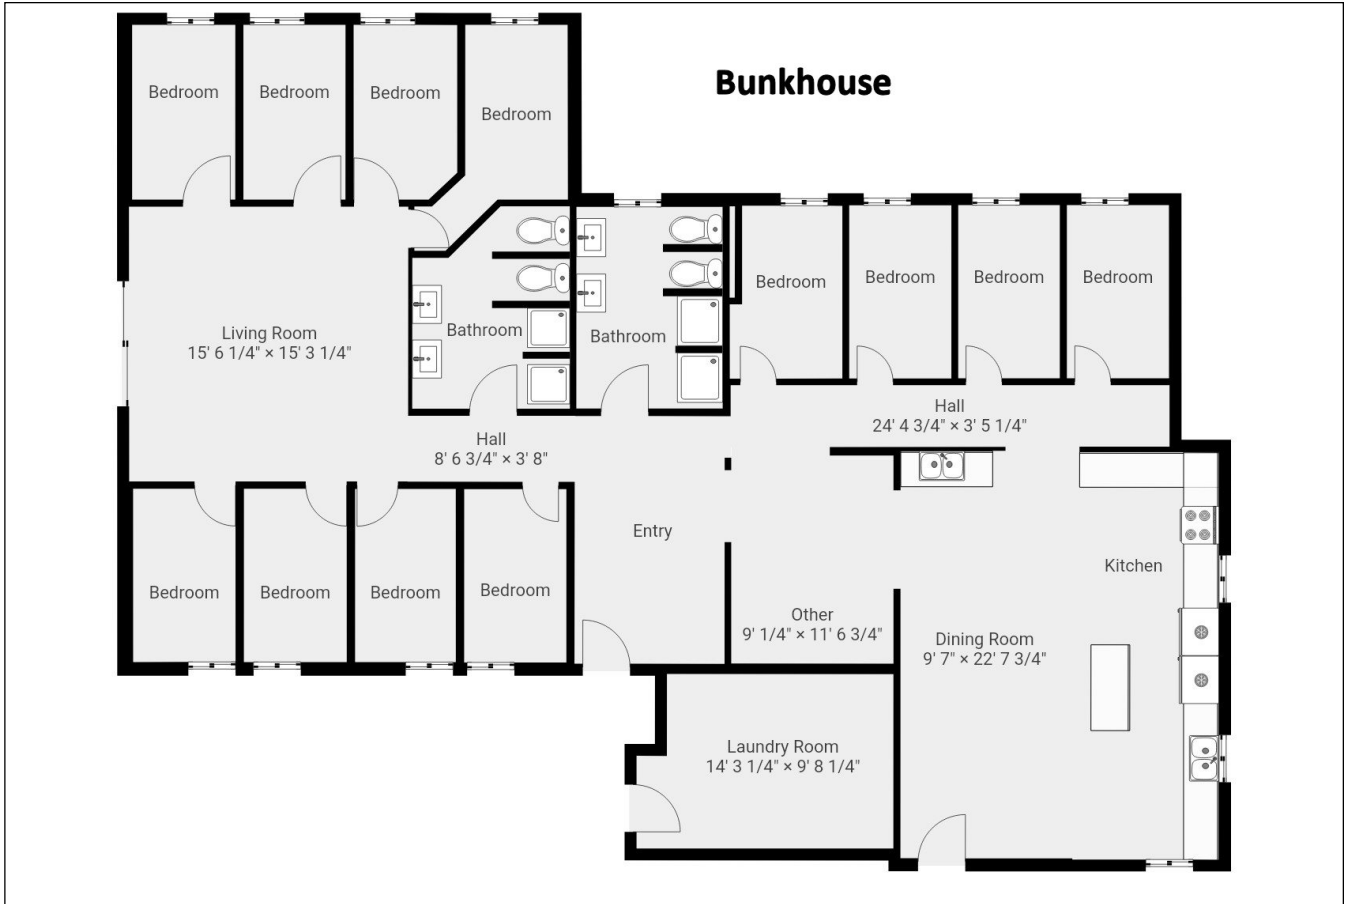 Bunkhouse
Bedroom
Bedroom
Bedroom
Bedroom
Living Room
15' 6 1/4" × 15' 3 1/4"
Bathroom
Bathroom
Bedroom
Bedroom
Bedroom
Bedroom
Hall
24' 4 3/4" × 3' 5 1/4"
Hall
8' 6 3/4" × 3' 8"
Entry
Kitchen
Bedroom
Bedroom
Bedroom
Bedroom
Other
9' 1/4" × 11' 6 3/4"
Dining Room
9' 7" × 22' 7 3/4"
Laundry Room
14' 3 1/4" × 9' 8 1/4"